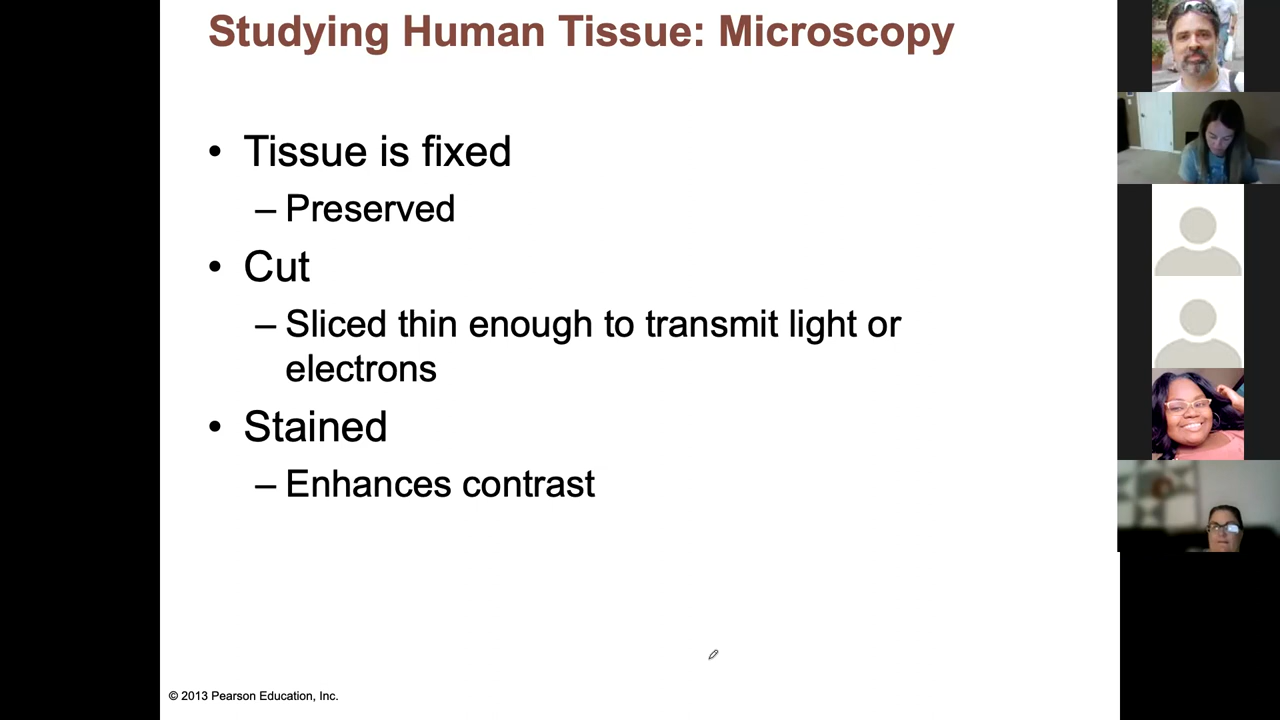 Studying Human Tissue: Microscopy
• Tissue is fixed
– Preserved
• Cut
– Sliced thin enough to transmit light or
electrons
• Stained
– Enhances contrast
© 2013 Pearson Education, Inc.